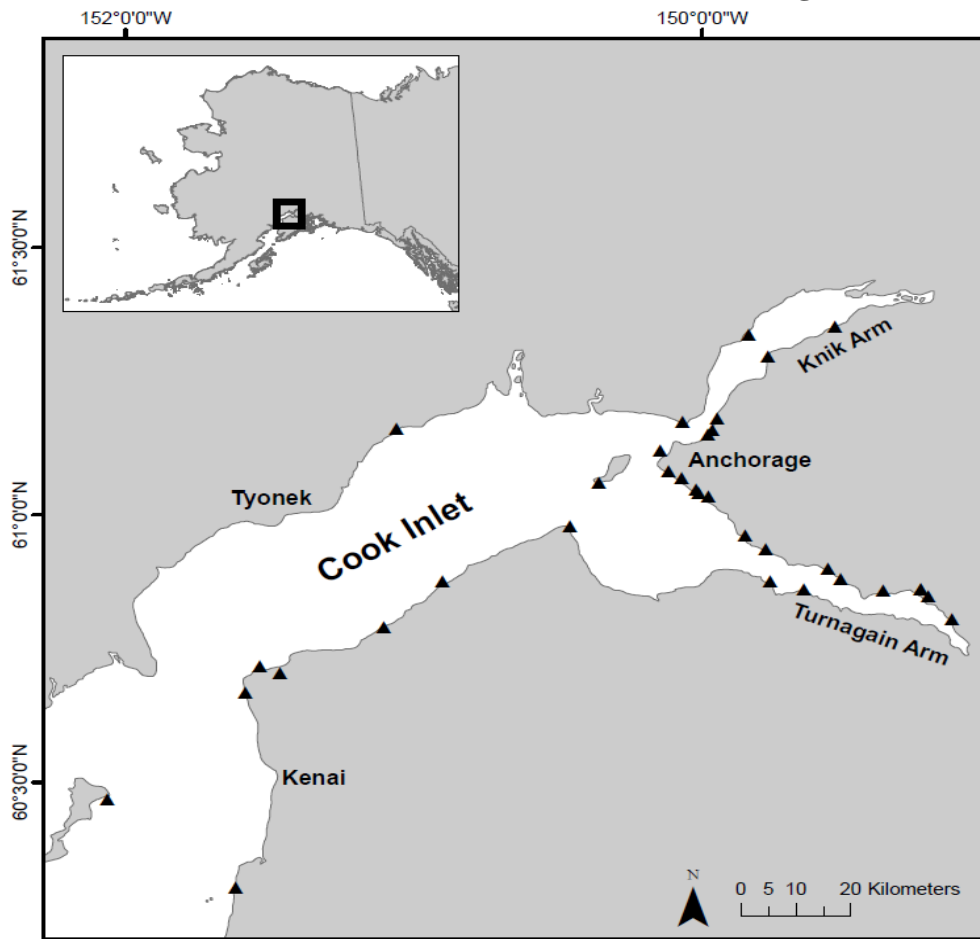 152°0'0"W
150°0'0"W
61°30'0"N
Knik Arm
Anchorage
Tyonek
61°0'0"N
Cook Inlet
Turnagain Arm
Kenai
60°30'0"N
N
0 5 10 20 Kilometers